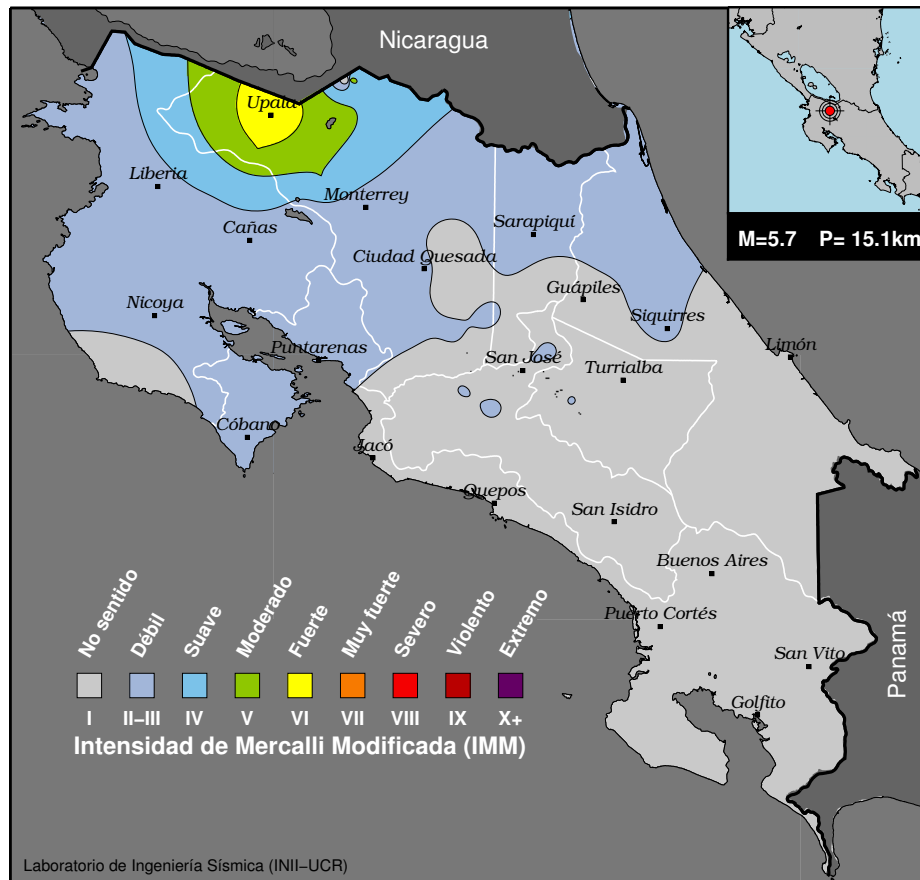 Nicaragua
Upala
Liberia
Monterrey
Cañas
Sarapiquí
M=5.7 P= 15.1km
Ciudad Quesada
Guápiles
Nicoya
Siquirres
Puntarenas
San José
Limón
Turrialba
Cóbano
Jacó
Quepos
San Isidro
Buenos Aires
Puerto Cortés
San Vito
Panamá
Golfito
No sentido
Débil
Suave
Moderado
Fuerte
Muy fuerte
Severo
Violento
Extremo
I II−III IV V VI VII VIII IX X+
Intensidad de Mercalli Modificada (IMM)
Laboratorio de Ingeniería Sísmica (INII−UCR)